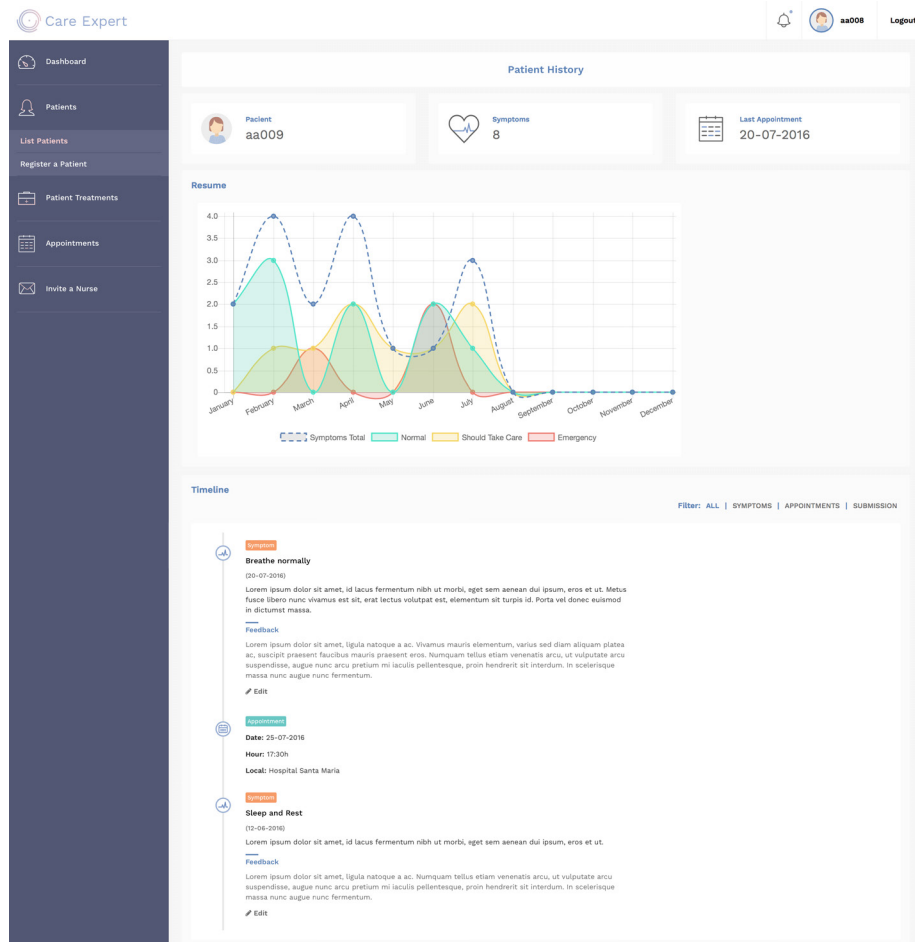 Care Expert
aa008
Logout
Dashboard
Patients
List Patients
Register a Patient
Patient Treatments
Appointments
Invite a Nurse
Patient History
Pacient
aa009
Symptoms
8
Last Appointment
20-07-2016
Resume
4.0
3.5
3.0
2.5
2.0
1.5
1.0
0.5
0
January
February
March
April
May
June
July
August
September
October
November
December
Symptoms Total
Normal
Should Take Care
Emergency
Timeline
Filter: ALL | SYMPTOMS | APPOINTMENTS | SUBMISSION
Symptom
Breathe normally
(20-07-2016)
Lorem ipsum dolor sit amet, id lacus fermentum nibh ut morbi, eget sem aenean dui ipsum, eros et ut. Metus
fusce libero nunc vivamus est sit, erat lectus volutpat est, elementum sit turpis id. Porta vel donec euismod
in dictumst massa.
Feedback
Lorem ipsum dolor sit amet, ligula natoque a ac. Vivamus mauris elementum, varius sed diam aliquam platea
ac, suscipit praesent faucibus mauris praesent eros. Numquam tellus etiam venenatis arcu, ut vulputate arcu
suspendisse, augue nunc arcu pretium mi iaculis pellentesque, proin hendrerit sit interdum. In scelerisque
massa nunc augue nunc fermentum.
Edit
Appointment
Date: 25-07-2016
Hour: 17:30h
Local: Hospital Santa Maria
Symptom
Sleep and Rest
(12-06-2016)
Lorem ipsum dolor sit amet, id lacus fermentum nibh ut morbi, eget sem aenean dui ipsum, eros et ut.
Feedback
Lorem ipsum dolor sit amet, ligula natoque a ac. Numquam tellus etiam venenatis arcu, ut vulputate arcu
suspendisse, augue nunc arcu pretium mi iaculis pellentesque, proin hendrerit sit interdum. In scelerisque
massa nunc augue nunc fermentum.
Edit